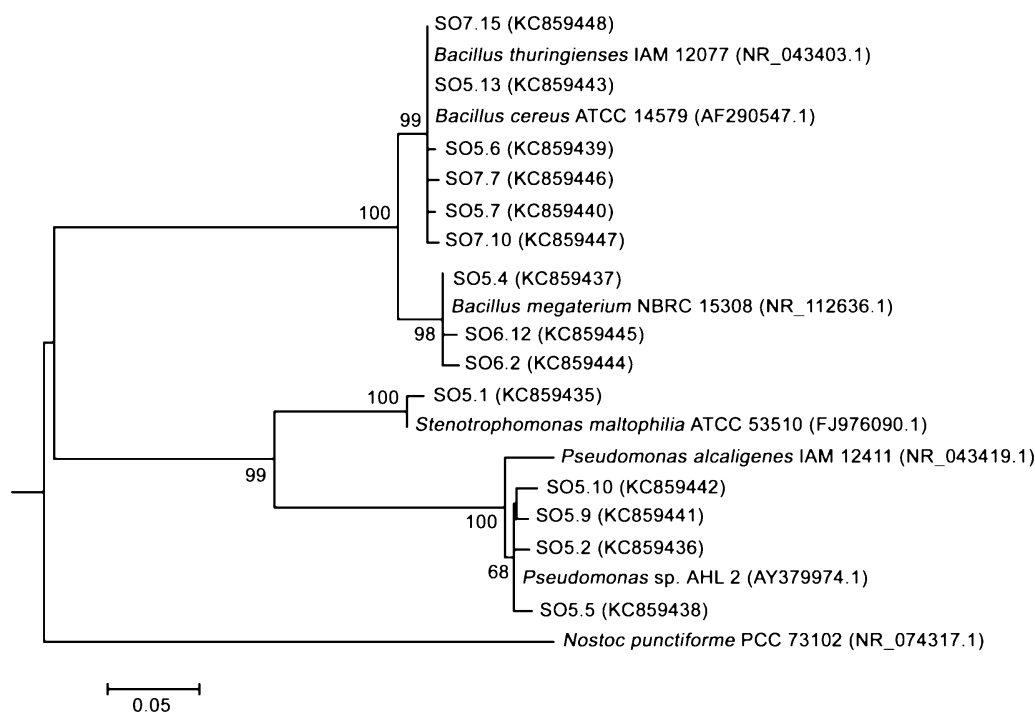 SO7.15 (KC859448)
Bacillus thuringienses IAM 12077 (NR_043403.1)
SO5.13 (KC859443)
Bacillus cereus ATCC 14579 (AF290547.1)
99
SO5.6 (KC859439)
SO7.7 (KC859446)
SO5.7 (KC859440)
100
SO7.10 (KC859447)
SO5.4 (KC859437)
Bacillus megaterium NBRC 15308 (NR_112636.1)
98
SO6.12 (KC859445)
SO6.2 (KC859444)
100
SO5.1 (KC859435)
Stenotrophomonas maltophilia ATCC 53510 (FJ976090.1)
Pseudomonas alcaligenes IAM 12411 (NR_043419.1)
99
SO5.10 (KC859442)
100
SO5.9 (KC859441)
SO5.2 (KC859436)
68
Pseudomonas sp. AHL 2 (AY379974.1)
SO5.5 (KC859438)
Nostoc punctiforme PCC 73102 (NR_074317.1)
0.05